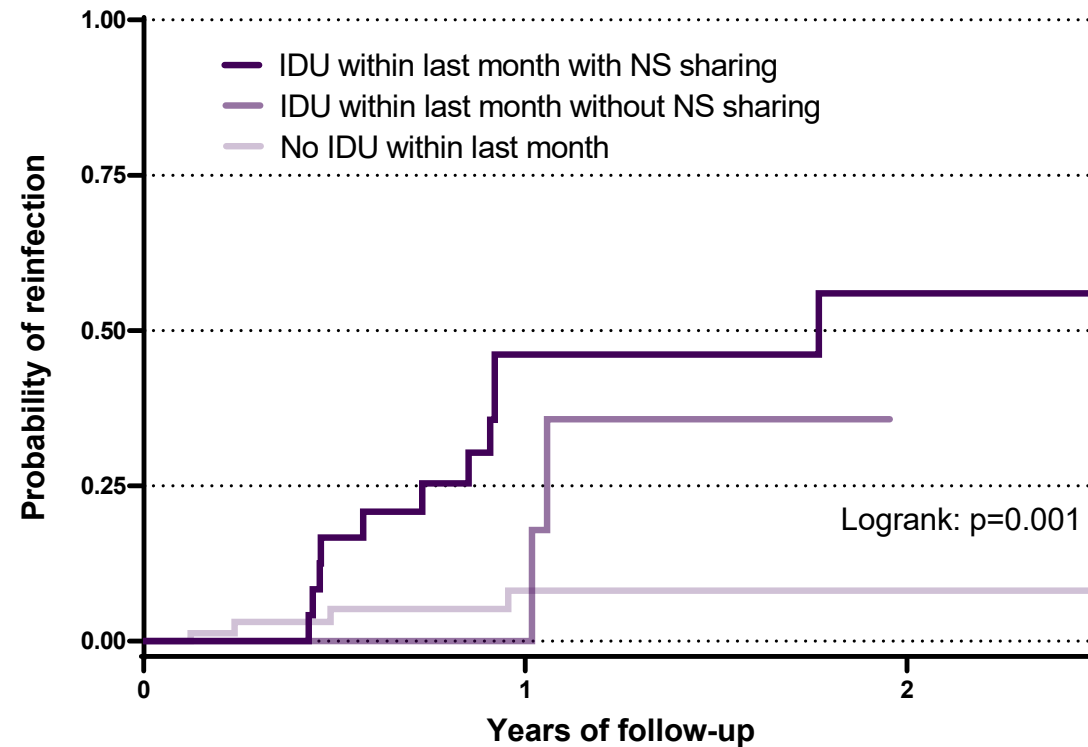 1.00
IDU within last month with NS sharing
IDU within last month without NS sharing
No IDU within last month
0.75
Probability of reinfection
0.50
0.25
Logrank: p=0.001
0.00
0
1
2
Years of follow-up